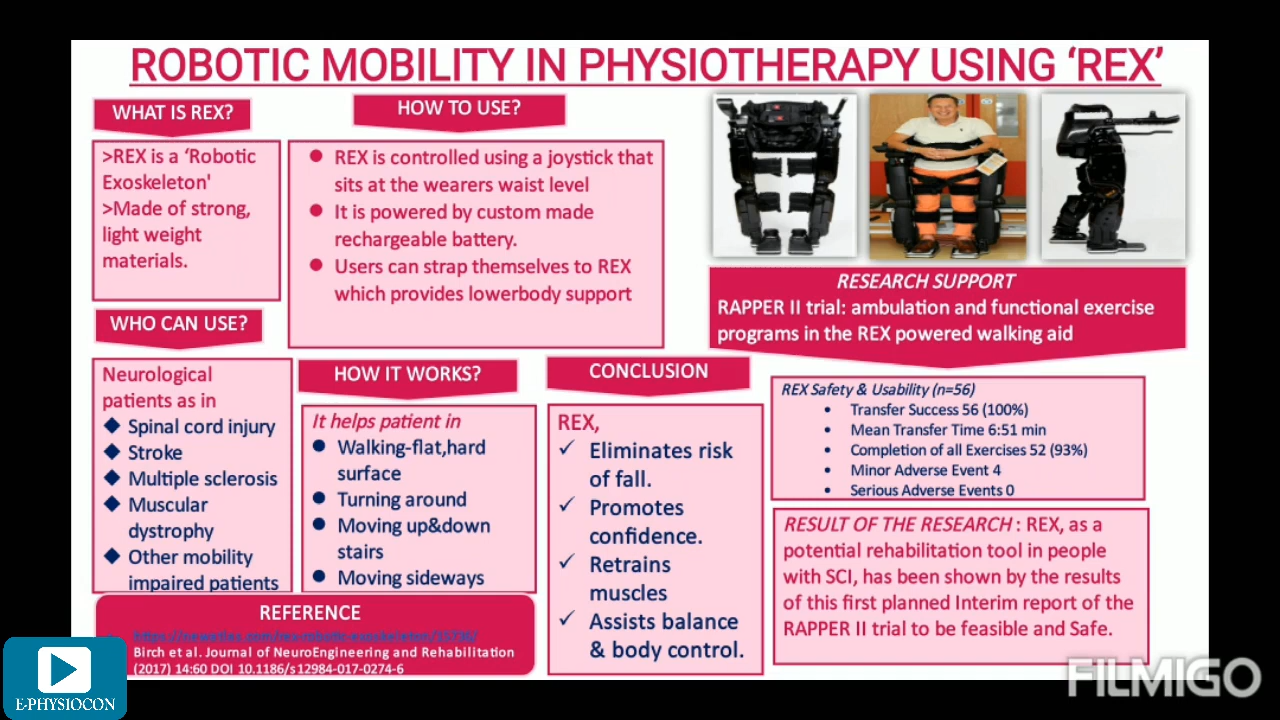 ROBOTIC MOBILITY IN PHYSIOTHERAPY USING ‘REX’
WHAT IS REX?
>REX is a ‘Robotic
Exoskeleton'
>Made of strong,
light weight
materials.
HOW TO USE?
REX is controlled using a joystick that
sits at the wearers waist level
It is powered by custom made
rechargeable battery.
Users can strap themselves to REX
which provides lowerbody support
WHO CAN USE?
Neurological
patients as in
Spinal cord injury
Stroke
Multiple sclerosis
Muscular
dystrophy
Other mobility
impaired patients
HOW IT WORKS?
It helps patient in
Walking-flat,hard
surface
Turning around
Moving up&down
stairs
Moving sideways
CONCLUSION
REX,
Eliminates risk
of fall.
Promotes
confidence.
Retrains
muscles
Assists balance
& body control.
RESEARCH SUPPORT
RAPPER II trial: ambulation and functional exercise
programs in the REX powered walking aid
REX Safety & Usability (n=56)
Transfer Success 56 (100%)
Mean Transfer Time 6:51 min
Completion of all Exercises 52 (93%)
Minor Adverse Event 4
Serious Adverse Events 0
RESULT OF THE RESEARCH : REX, as a
potential rehabilitation tool in people
with SCI, has been shown by the results
of this first planned Interim report of the
RAPPER II trial to be feasible and Safe.
REFERENCE
Birch et al. Journal of NeuroEngineering and Rehabilitation
(2017) 14:60 DOI 10.1186/s12984-017-0274-6
E-PHYSIOCON
FILMIGO